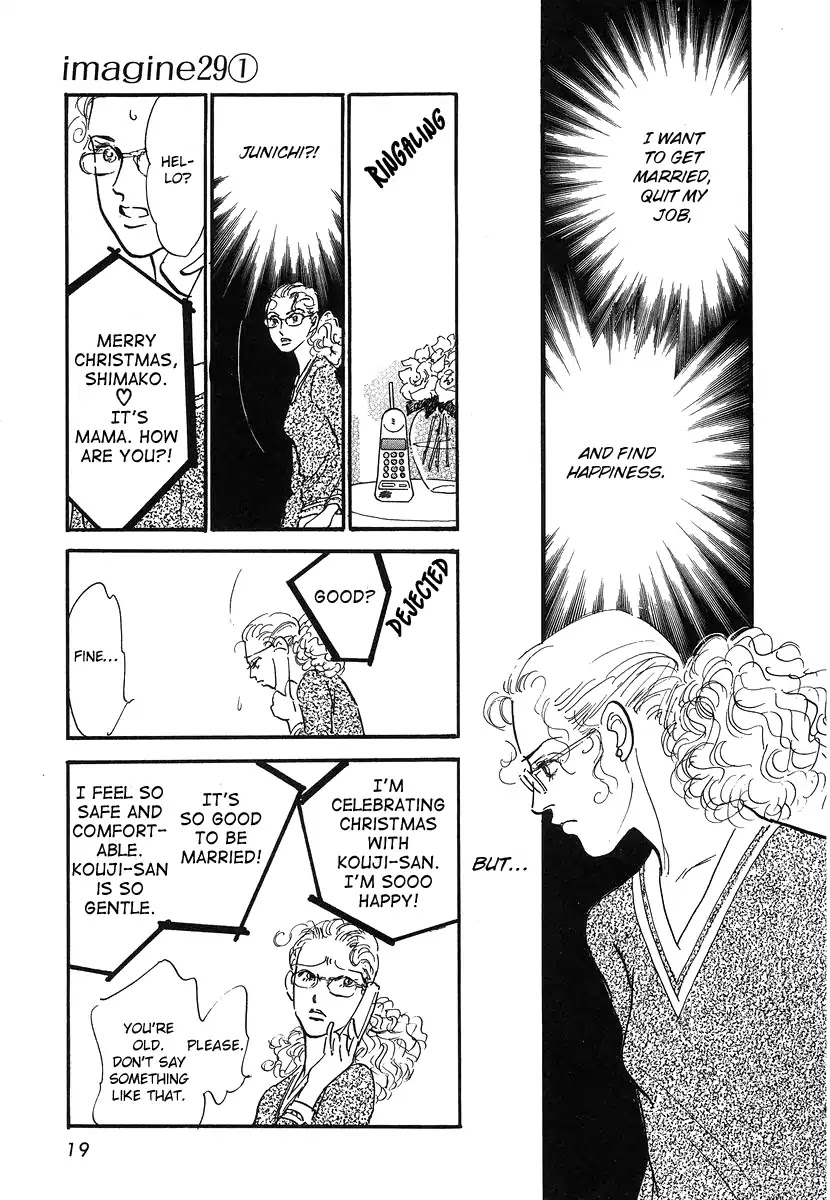 imagine29①
I WANT
TO GET
MARRIED,
QUIT MY
JOB,
AND FIND
HAPPINESS.
BUT...
RINGALING
JUNICHI?!
HEL-
LO?
MERRY
CHRISTMAS,
SHIMAKO.
♡
IT'S
MAMA. HOW
ARE YOU?!
DEJECTED
GOOD?
FINE...
I'M
CELEBRATING
CHRISTMAS
WITH
KOUJI-SAN.
I'M SOOO
HAPPY!
IT'S
SO GOOD
TO BE
MARRIED!
I FEEL SO
SAFE AND
COMFORT-
ABLE.
KOUJI-SAN
IS SO
GENTLE.
PLEASE.
YOU'RE
OLD.
DON'T SAY
SOMETHING
LIKE THAT.
19